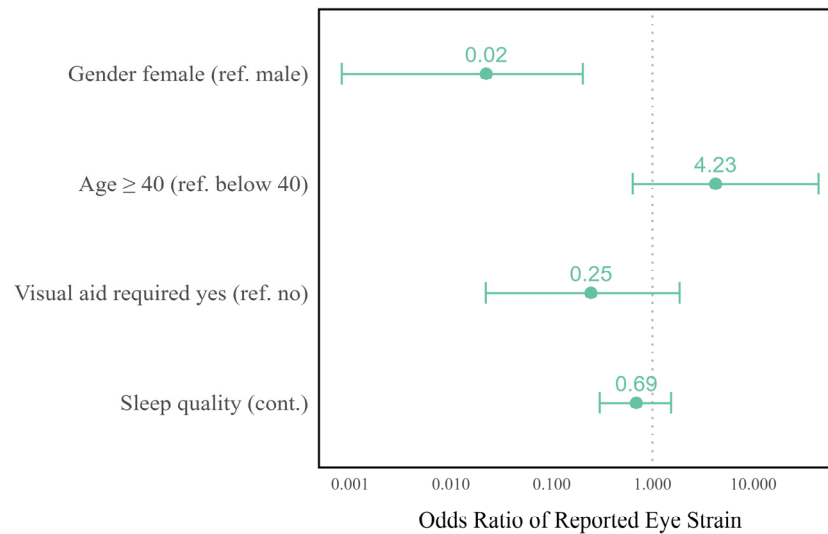 0.02
Gender female (ref. male)
4.23
Age ≥ 40 (ref. below 40)
0.25
Visual aid required yes (ref. no)
0.69
Sleep quality (cont.)
0.001 0.010 0.100 1.000 10.000
Odds Ratio of Reported Eye Strain